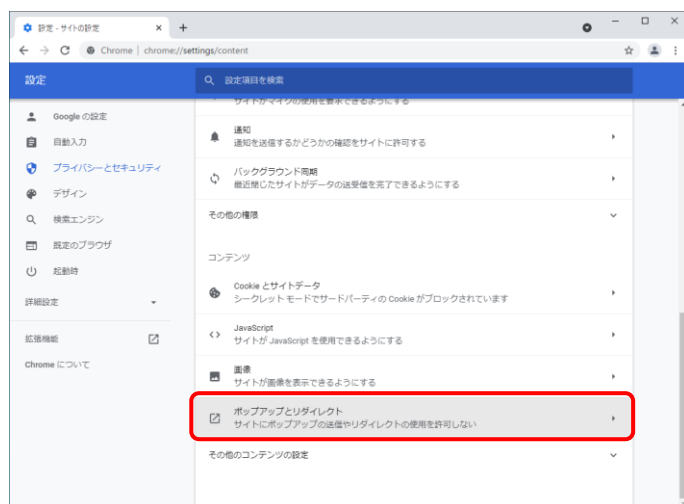 設定 - サイトの設定
Chrome | chrome://settings/content
設定
設定項目を検索
Google の設定
自動入力
プライバシーとセキュリティ
デザイン
検索エンジン
既定のブラウザ
起動時
詳細設定
拡張機能
Chrome について
サイトがマイクの使用を要求できるようにする
通知
通知を送信するかどうかの確認をサイトに許可する
バックグラウンド同期
最近閉じたサイトがデータの送受信を完了できるようにする
その他の権限
コンテンツ
Cookie とサイトデータ
シークレット モードでサードパーティの Cookie がブロックされています
JavaScript
サイトが JavaScript を使用できるようにする
画像
サイトが画像を表示できるようにする
ポップアップとリダイレクト
サイトにポップアップの送信やリダイレクトの使用を許可しない
その他のコンテンツの設定